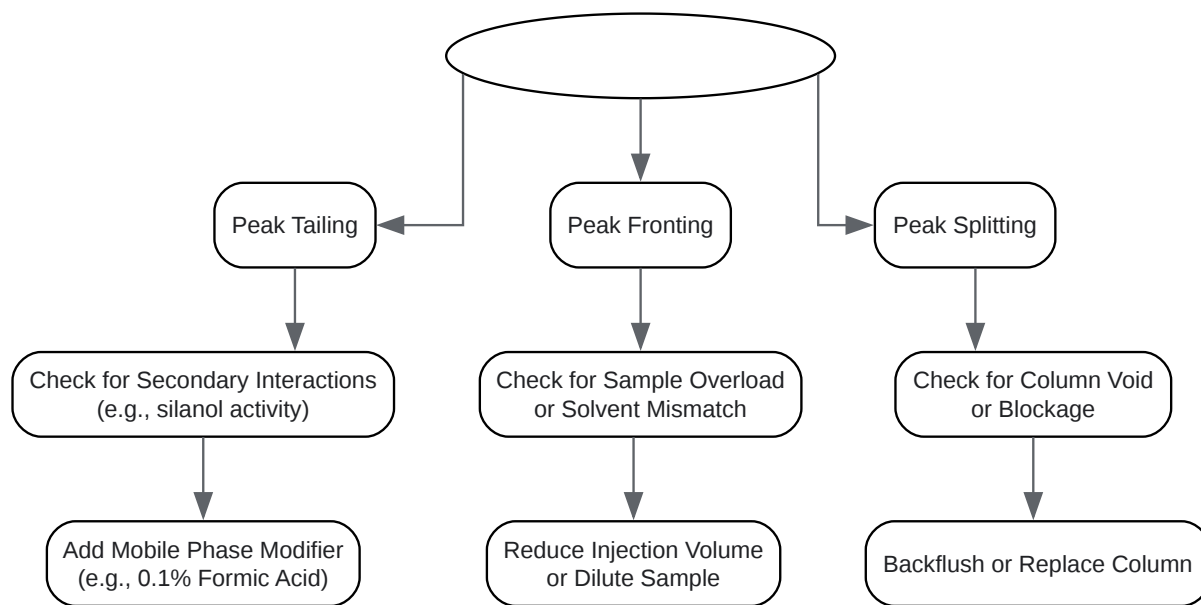 Peak Tailing
Peak Fronting
Peak Splitting
Check for Secondary Interactions
(e.g., silanol activity)
Check for Sample Overload
or Solvent Mismatch
Check for Column Void
or Blockage
Add Mobile Phase Modifier
(e.g., 0.1% Formic Acid)
Reduce Injection Volume
or Dilute Sample
Backflush or Replace Column